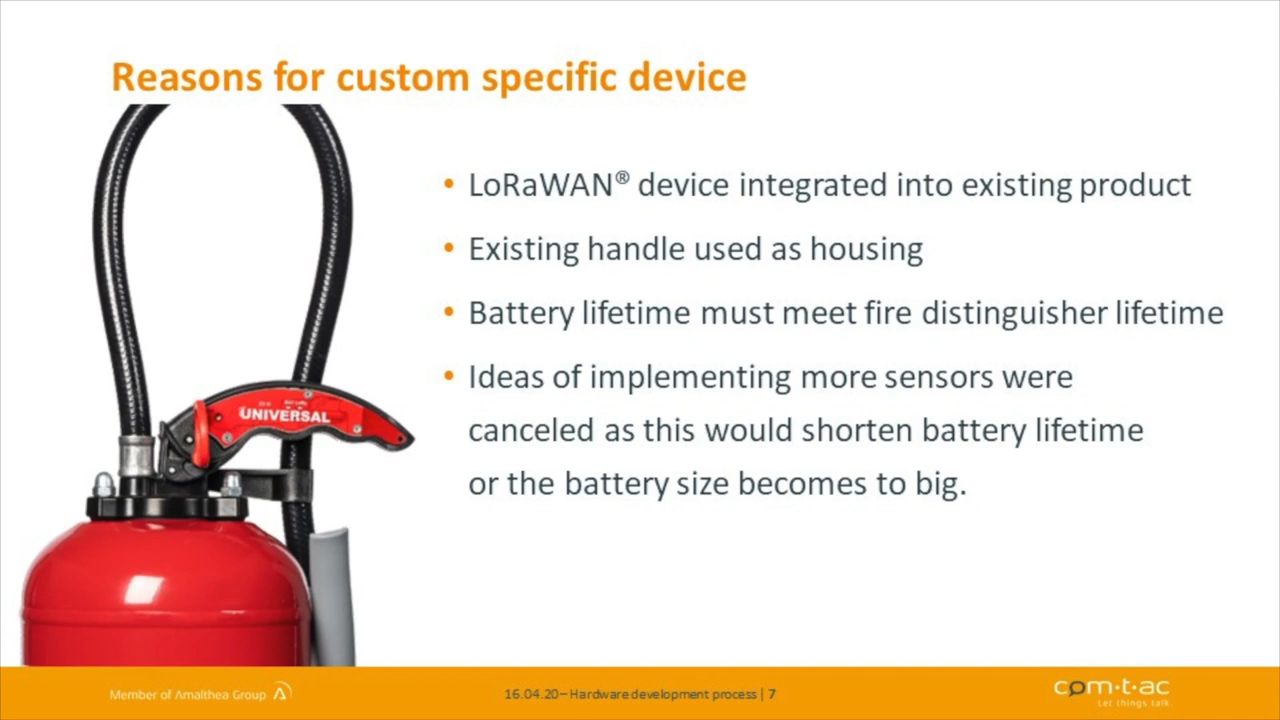 Reasons for custom specific device
• LoRaWAN® device integrated into existing product
• Existing handle used as housing
• Battery lifetime must meet fire distinguisher lifetime
• Ideas of implementing more sensors were
canceled as this would shorten battery lifetime
or the battery size becomes to big.
UNIVERSAL
Member of Amalthea Group
16.04.20 – Hardware development process | 7
com·t·ac
Let things talk.